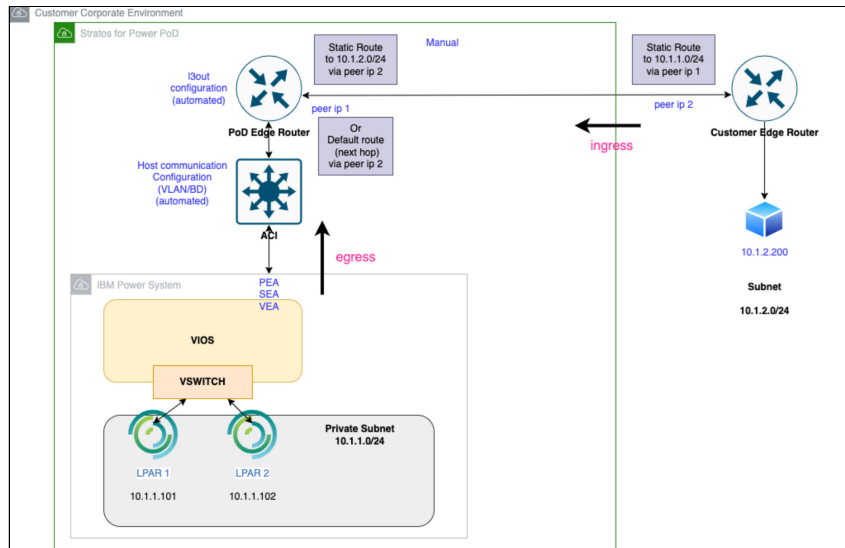 Customer Corporate Environment
Stratos for Power PoD
Static Route
to 10.1.2.0/24
via peer ip 2
Manual
Static Route
to 10.1.1.0/24
via peer ip 1
l3out
configuration
(automated)
peer ip 1
peer ip 2
PoD Edge Router
Customer Edge Router
Or
Default route
(next hop)
via peer ip 2
ingress
Host communication
Configuration
(VLAN/BD)
(automated)
ACI
egress
10.1.2.200
Subnet
10.1.2.0/24
IBM Power System
PEA
SEA
VEA
VIOS
VSWITCH
Private Subnet
10.1.1.0/24
LPAR 1
LPAR 2
10.1.1.101
10.1.1.102